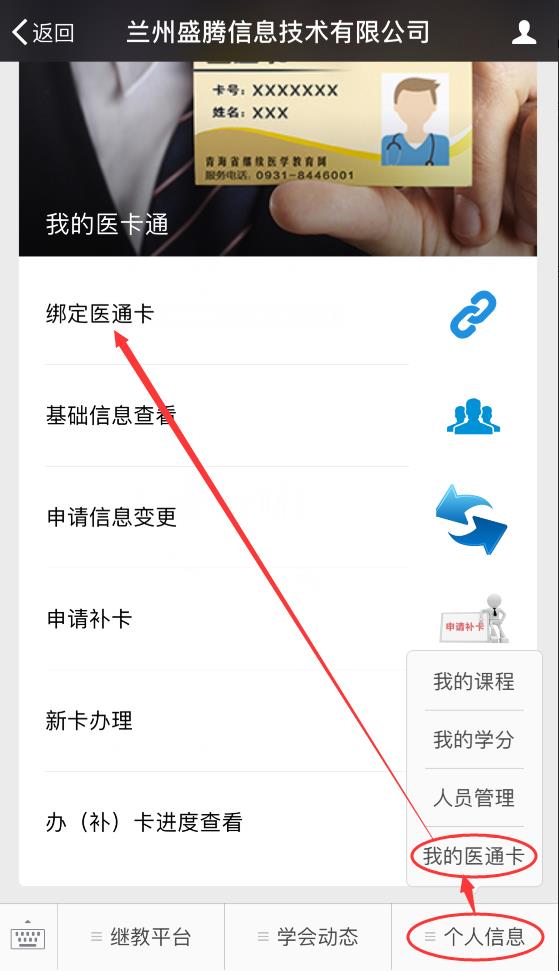 返回
兰州盛腾信息技术有限公司
卡号：XXXXXXX
姓名：XXX
青海省继续医学教育网
服务电话：0931-8446001
我的医卡通
绑定医通卡
基础信息查看
申请信息变更
申请补卡
申请补卡
新卡办理
办（补）卡进度查看
我的课程
我的学分
人员管理
我的医通卡
继教平台
学会动态
个人信息